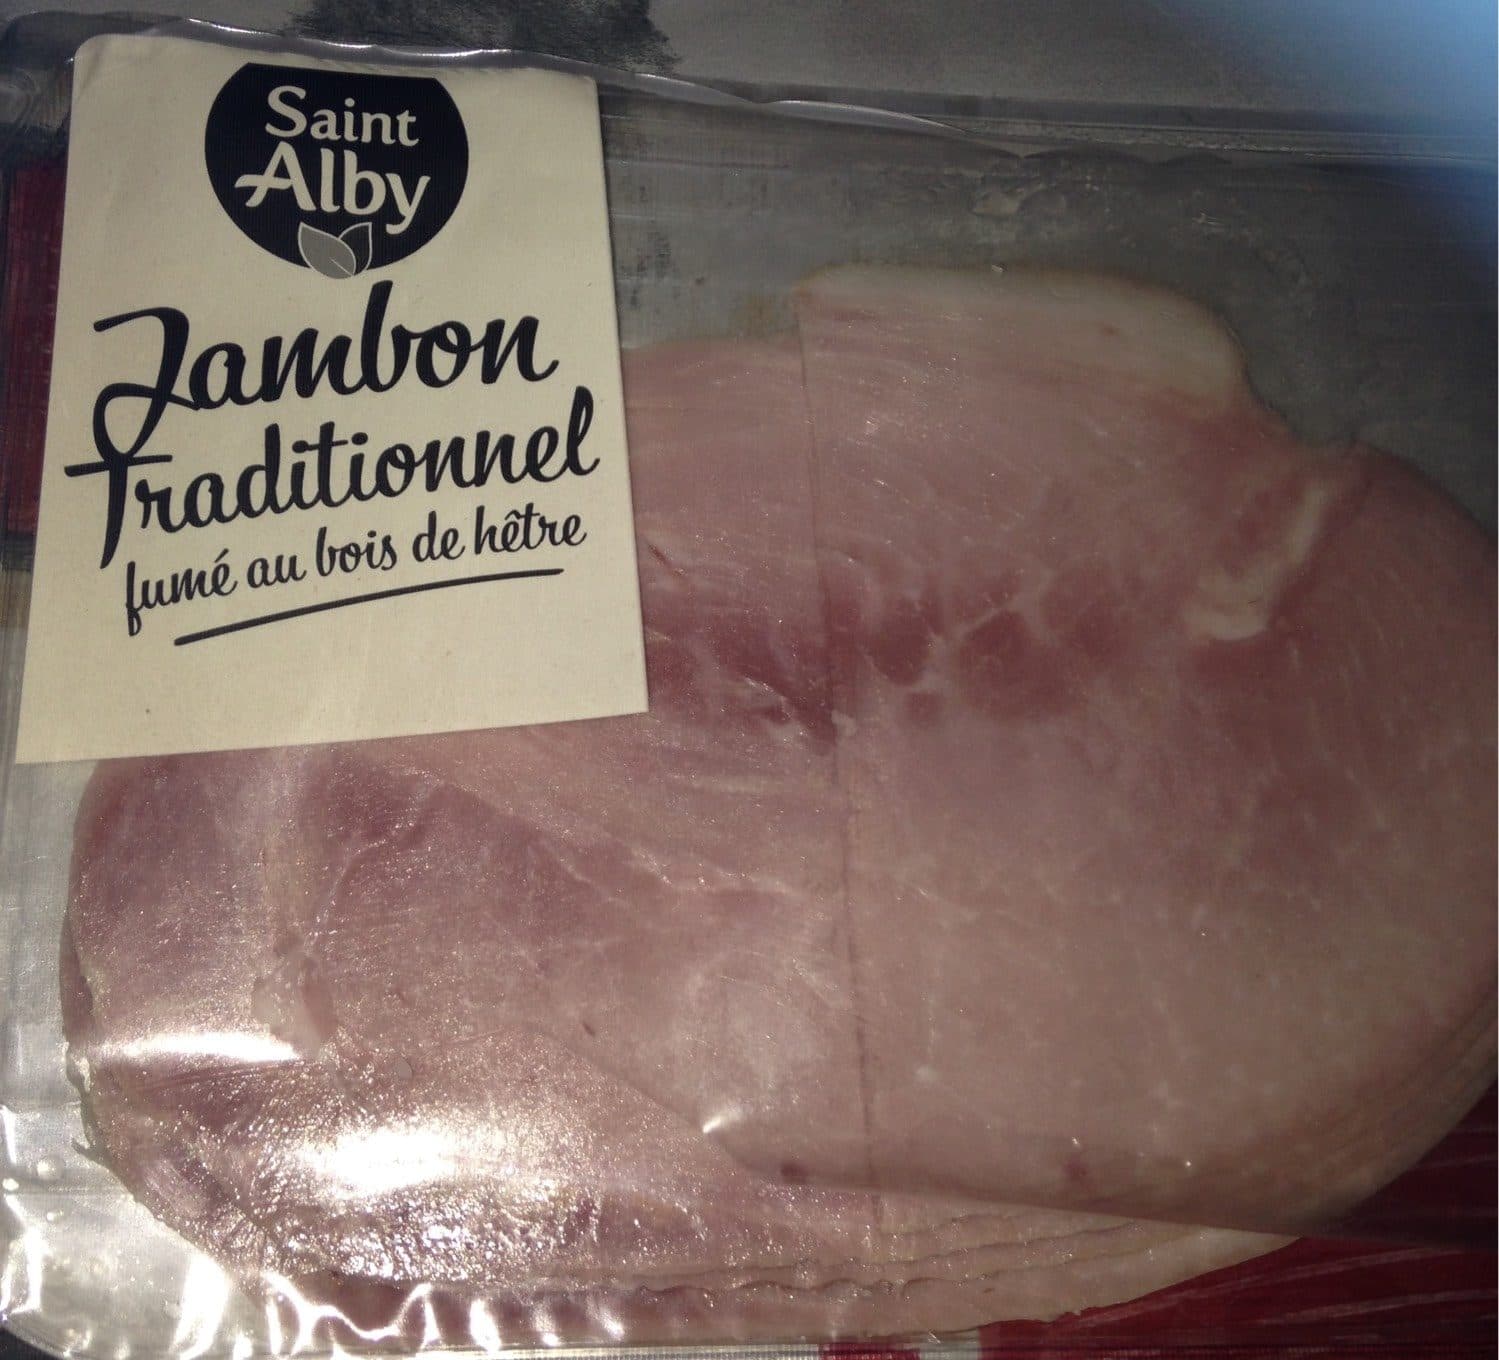 Saint
Alby
Jambon
Traditionnel
fumé au bois de hêtre